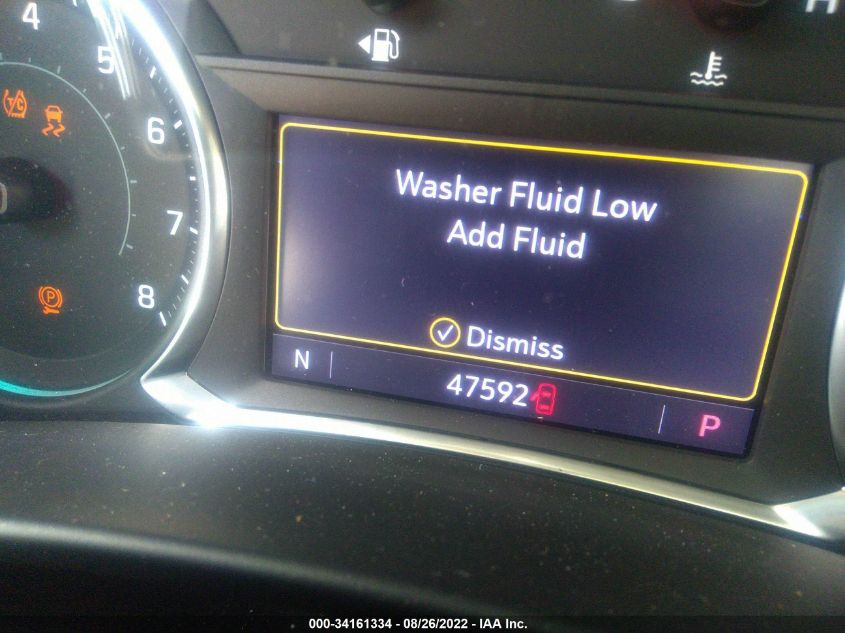 4
5
H
T/C
6
Washer Fluid Low
Add Fluid
7
8
P
Dismiss
N
47592
P
000-34161334 - 08/26/2022 - IAA Inc.